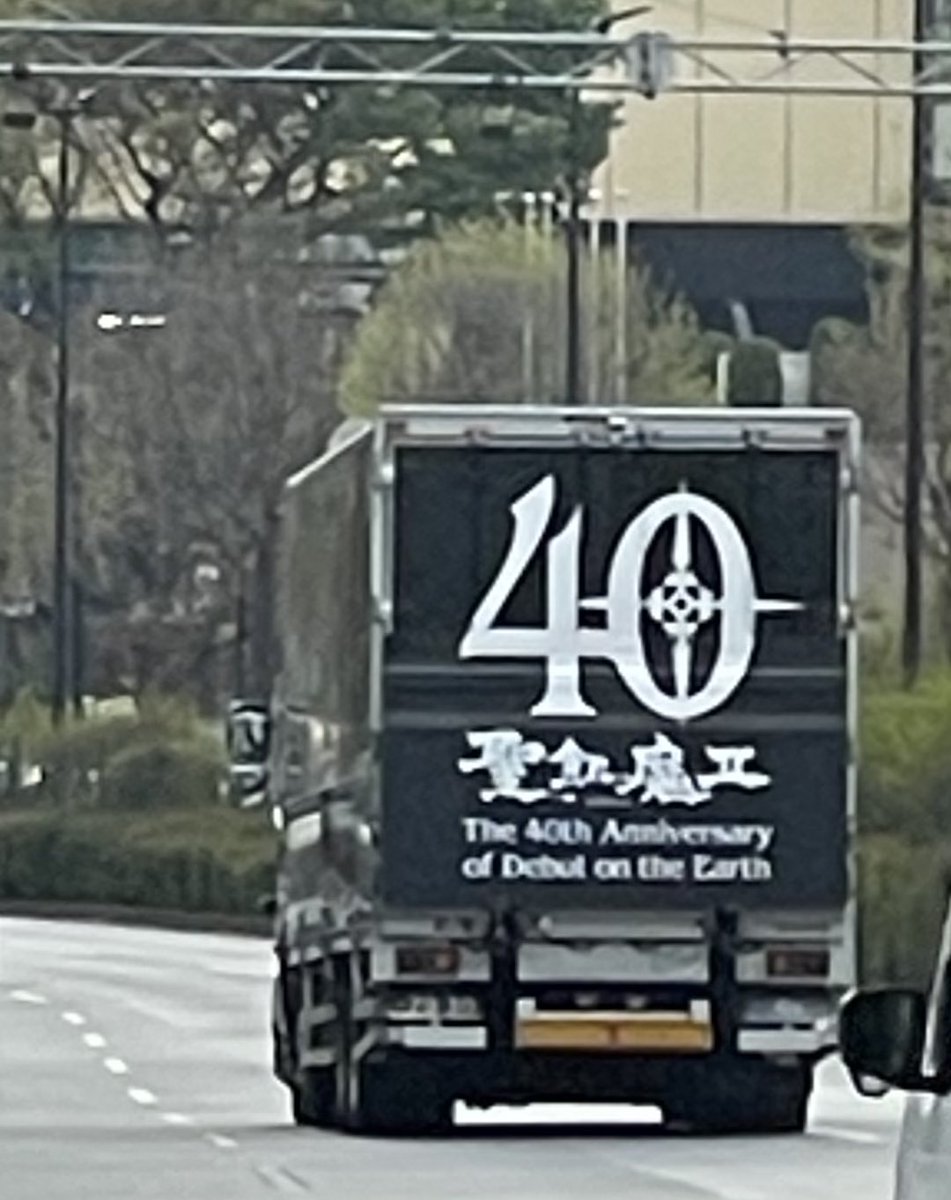 40
聖飢魔Ⅱ
The 40th Anniversary
of Debut on the Earth